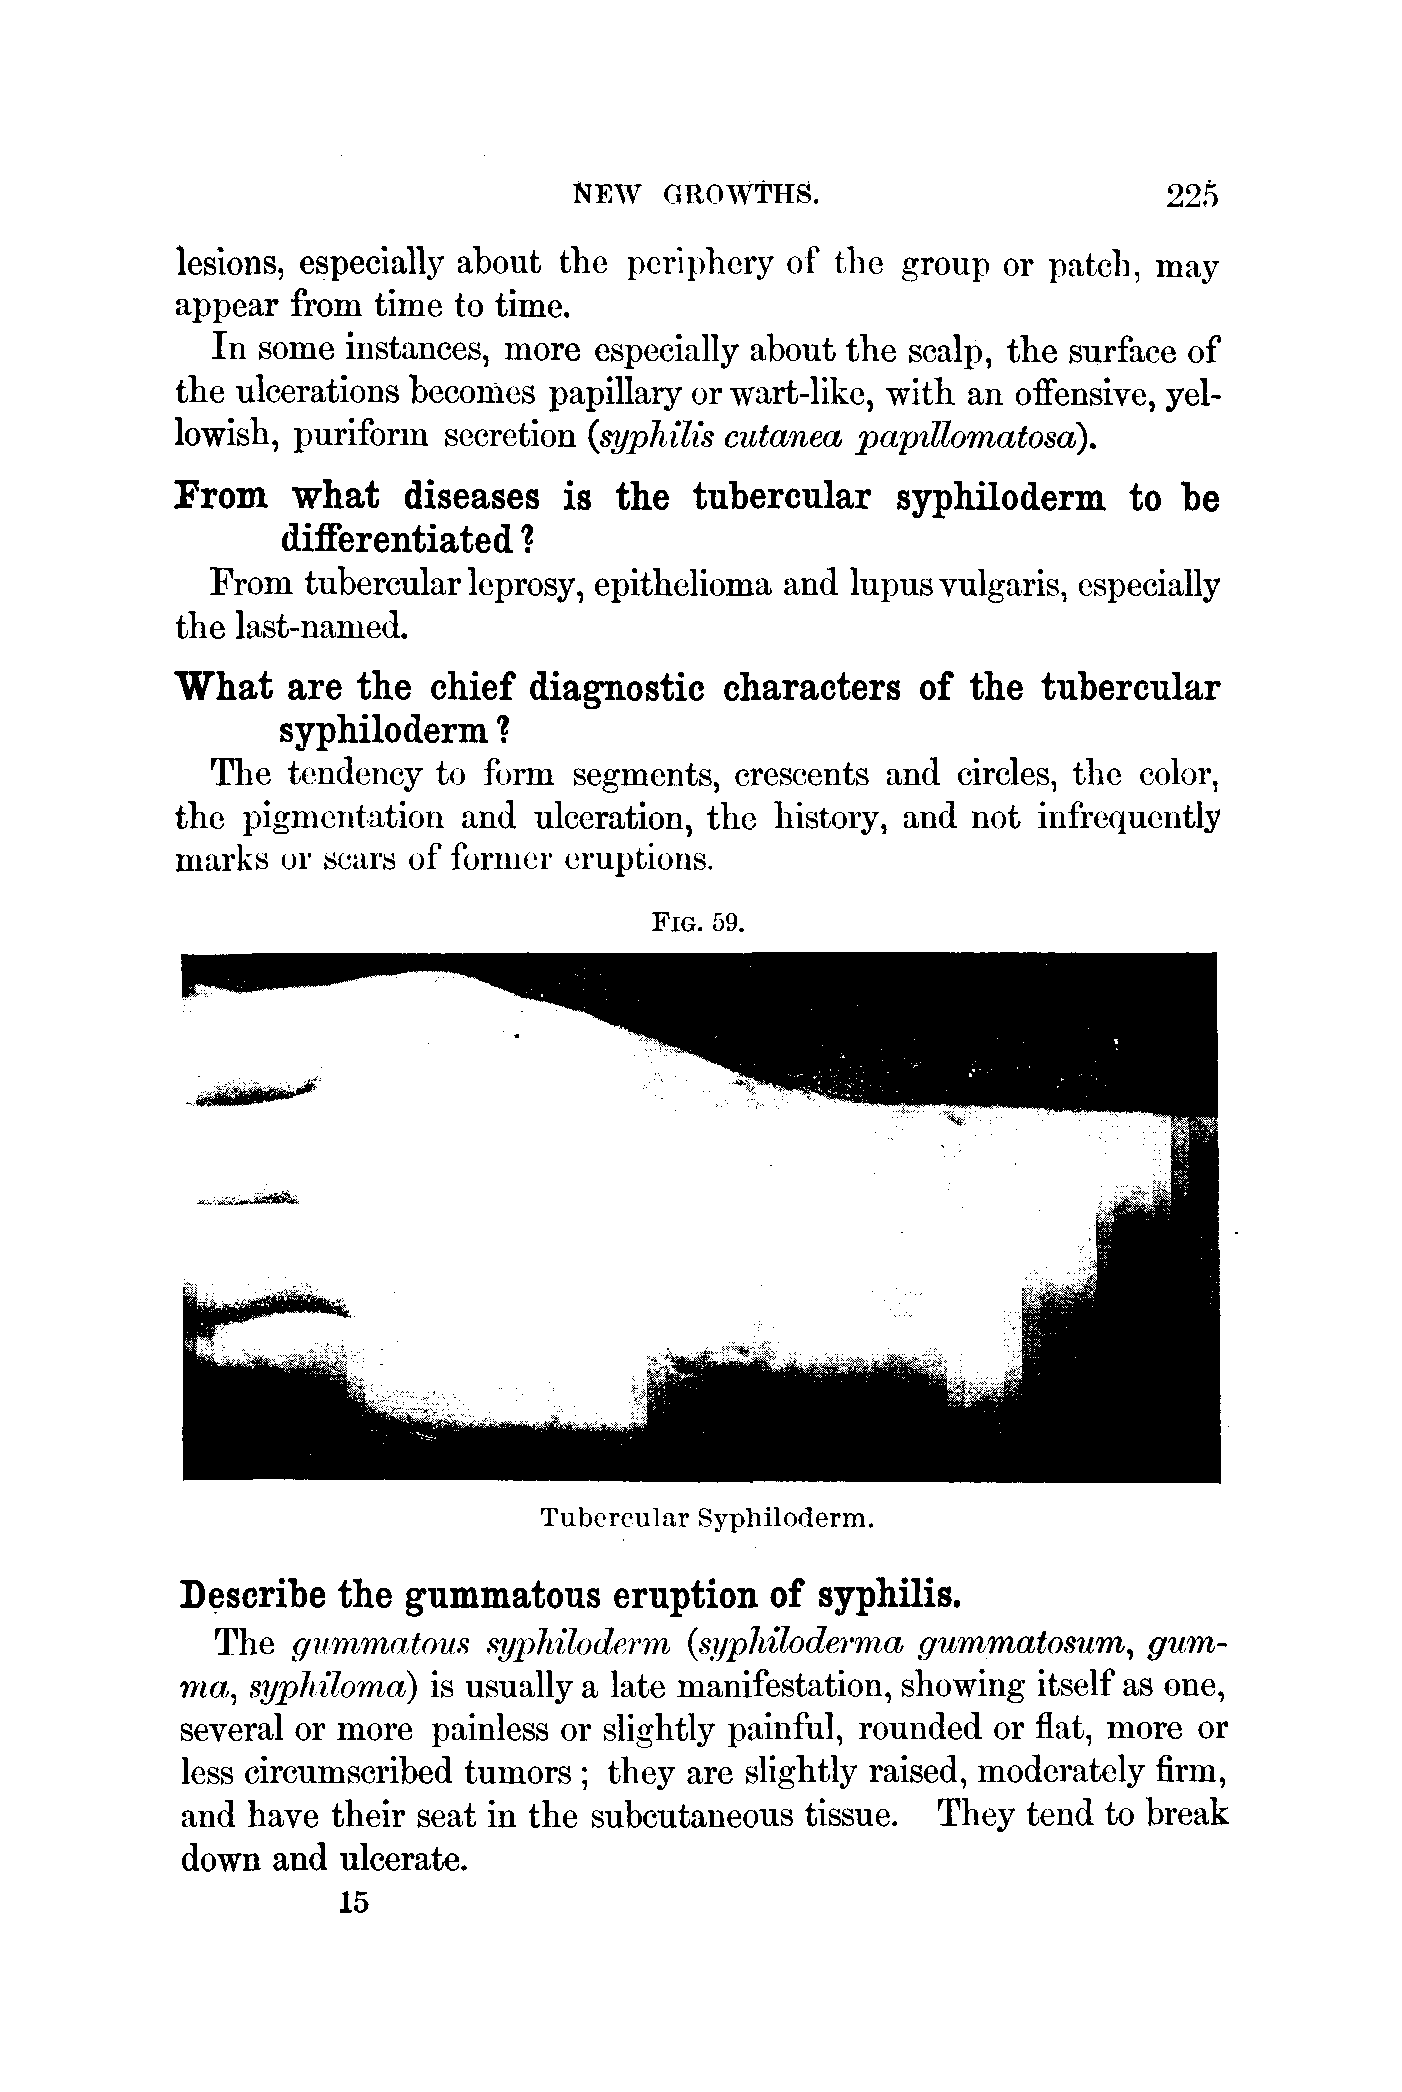 NEW GROWTHS. 225
lesions, especially about the periphery of the group or patch, may
appear from time to time.
In some instances, more especially about the scalp, the surface of
the ulcerations becomes papillary or wart-like, with an offensive, yel-
lowish, puriform secretion (syphilis cutanea papillomatosa).
From what diseases is the tubercular syphiloderm to be
differentiated?
From tubercular leprosy, epithelioma and lupus vulgaris, especially
the last-named.
What are the chief diagnostic characters of the tubercular
syphiloderm?
The tendency to form segments, crescents and circles, the color,
the pigmentation and ulceration, the history, and not infrequently
marks or scars of former eruptions.
FIG. 59.
Tubercular Syphiloderm.
Describe the gummatous eruption of syphilis.
The gummatous syphiloderm (syphiloderma gummatosum, gum-
ma, syphiloma) is usually a late manifestation, showing itself as one,
several or more painless or slightly painful, rounded or flat, more or
less circumscribed tumors; they are slightly raised, moderately firm,
and have their seat in the subcutaneous tissue. They tend to break
down and ulcerate.
15